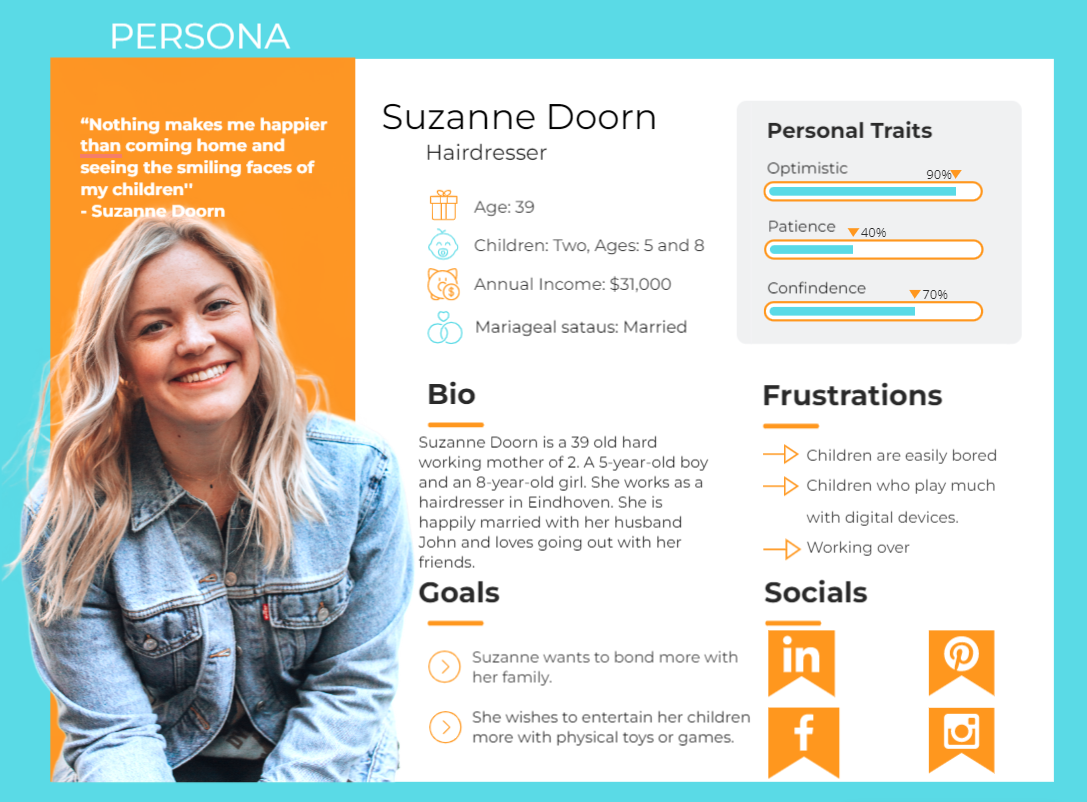 PERSONA
“Nothing makes me happier
than coming home and
seeing the smiling faces of
my children''
- Suzanne Doorn
Suzanne Doorn
Hairdresser
Age: 39
Children: Two, Ages: 5 and 8
Annual Income: $31,000
Mariageal sataus: Married
Personal Traits
Optimistic
90%
Patience
40%
Confindence
70%
Bio
Suzanne Doorn is a 39 old hard
working mother of 2. A 5-year-old boy
and an 8-year-old girl. She works as a
hairdresser in Eindhoven. She is
happily married with her husband
John and loves going out with her
friends.
Frustrations
Children are easily bored
Children who play much
with digital devices.
Working over
Goals
Suzanne wants to bond more with
her family.
She wishes to entertain her children
more with physical toys or games.
Socials
in